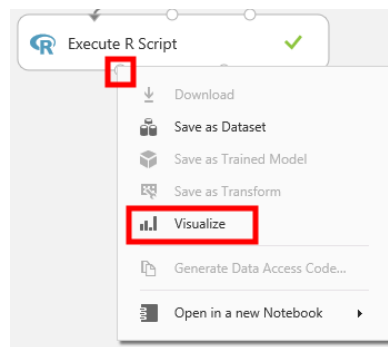 R Execute R Script
Download
Save as Dataset
Save as Trained Model
Save as Transform
Visualize
Generate Data Access Code...
Open in a new Notebook